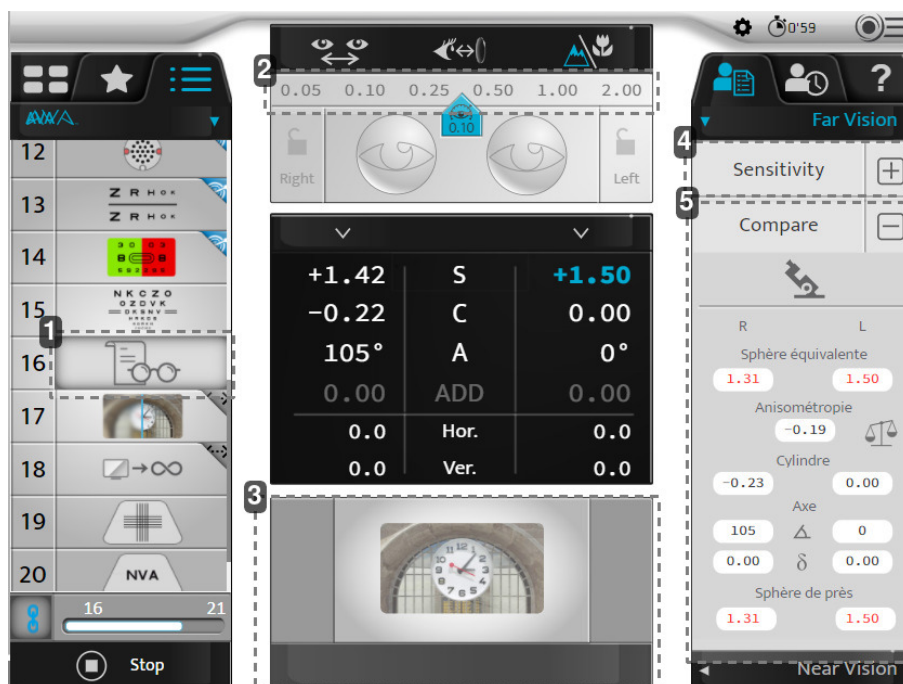 0'59
2
0.05 0.10 0.25 0.50 1.00 2.00
0.10
Right
Left
12
13
Z R H O K
Z R H O K
14
15
N K C Z O
O Z D V K
D K S N V
1
16
17
18
∞
19
20
NVA
16 21
Stop
+1.42 S +1.50
−0.22 C 0.00
105° A 0°
0.00 ADD 0.00
0.0 Hor. 0.0
0.0 Ver. 0.0
3
?
Far Vision
4
Sensitivity
5
Compare
R L
Sphère équivalente
1.31 1.50
Anisométropie
−0.19
Cylindre
−0.23 0.00
Axe
105 0
0.00 δ 0.00
Sphère de près
1.31 1.50
Near Vision